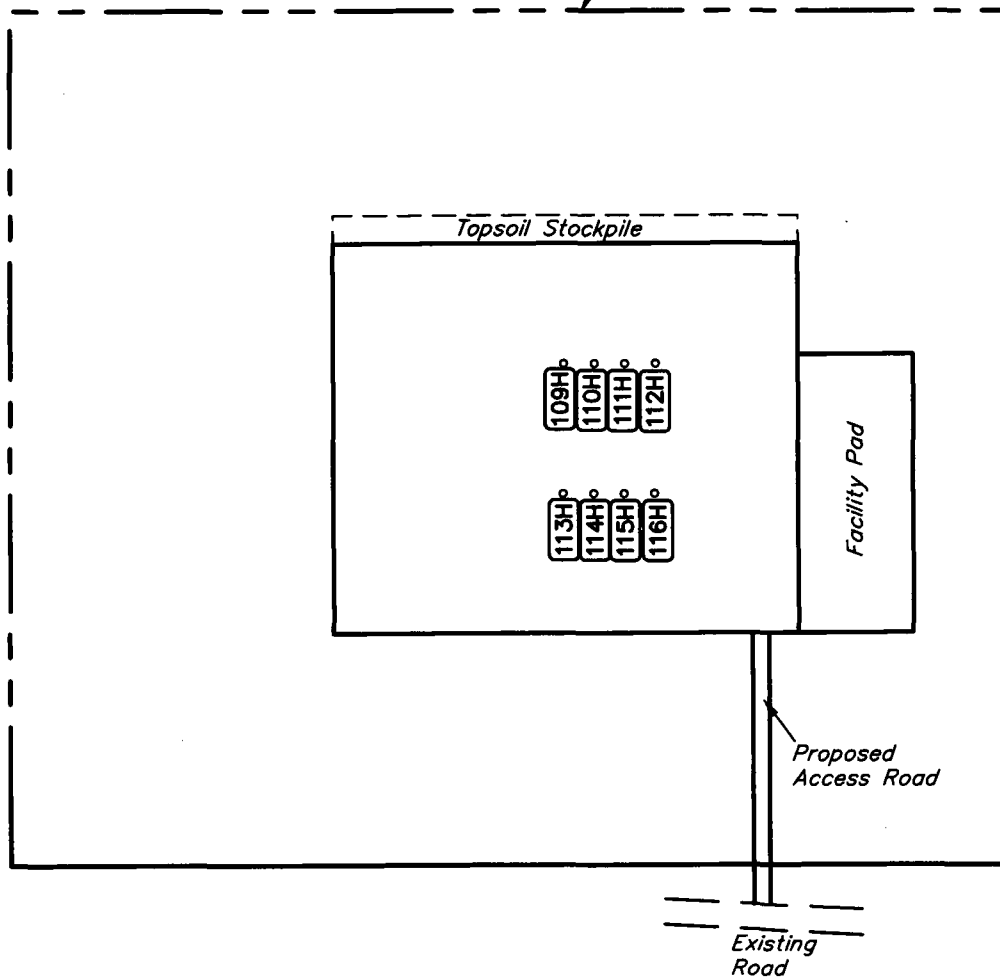 Topsoil Stockpile
109H
110H
111H
112H
113H
114H
115H
116H
Facility Pad
Proposed
Access Road
Existing
Road